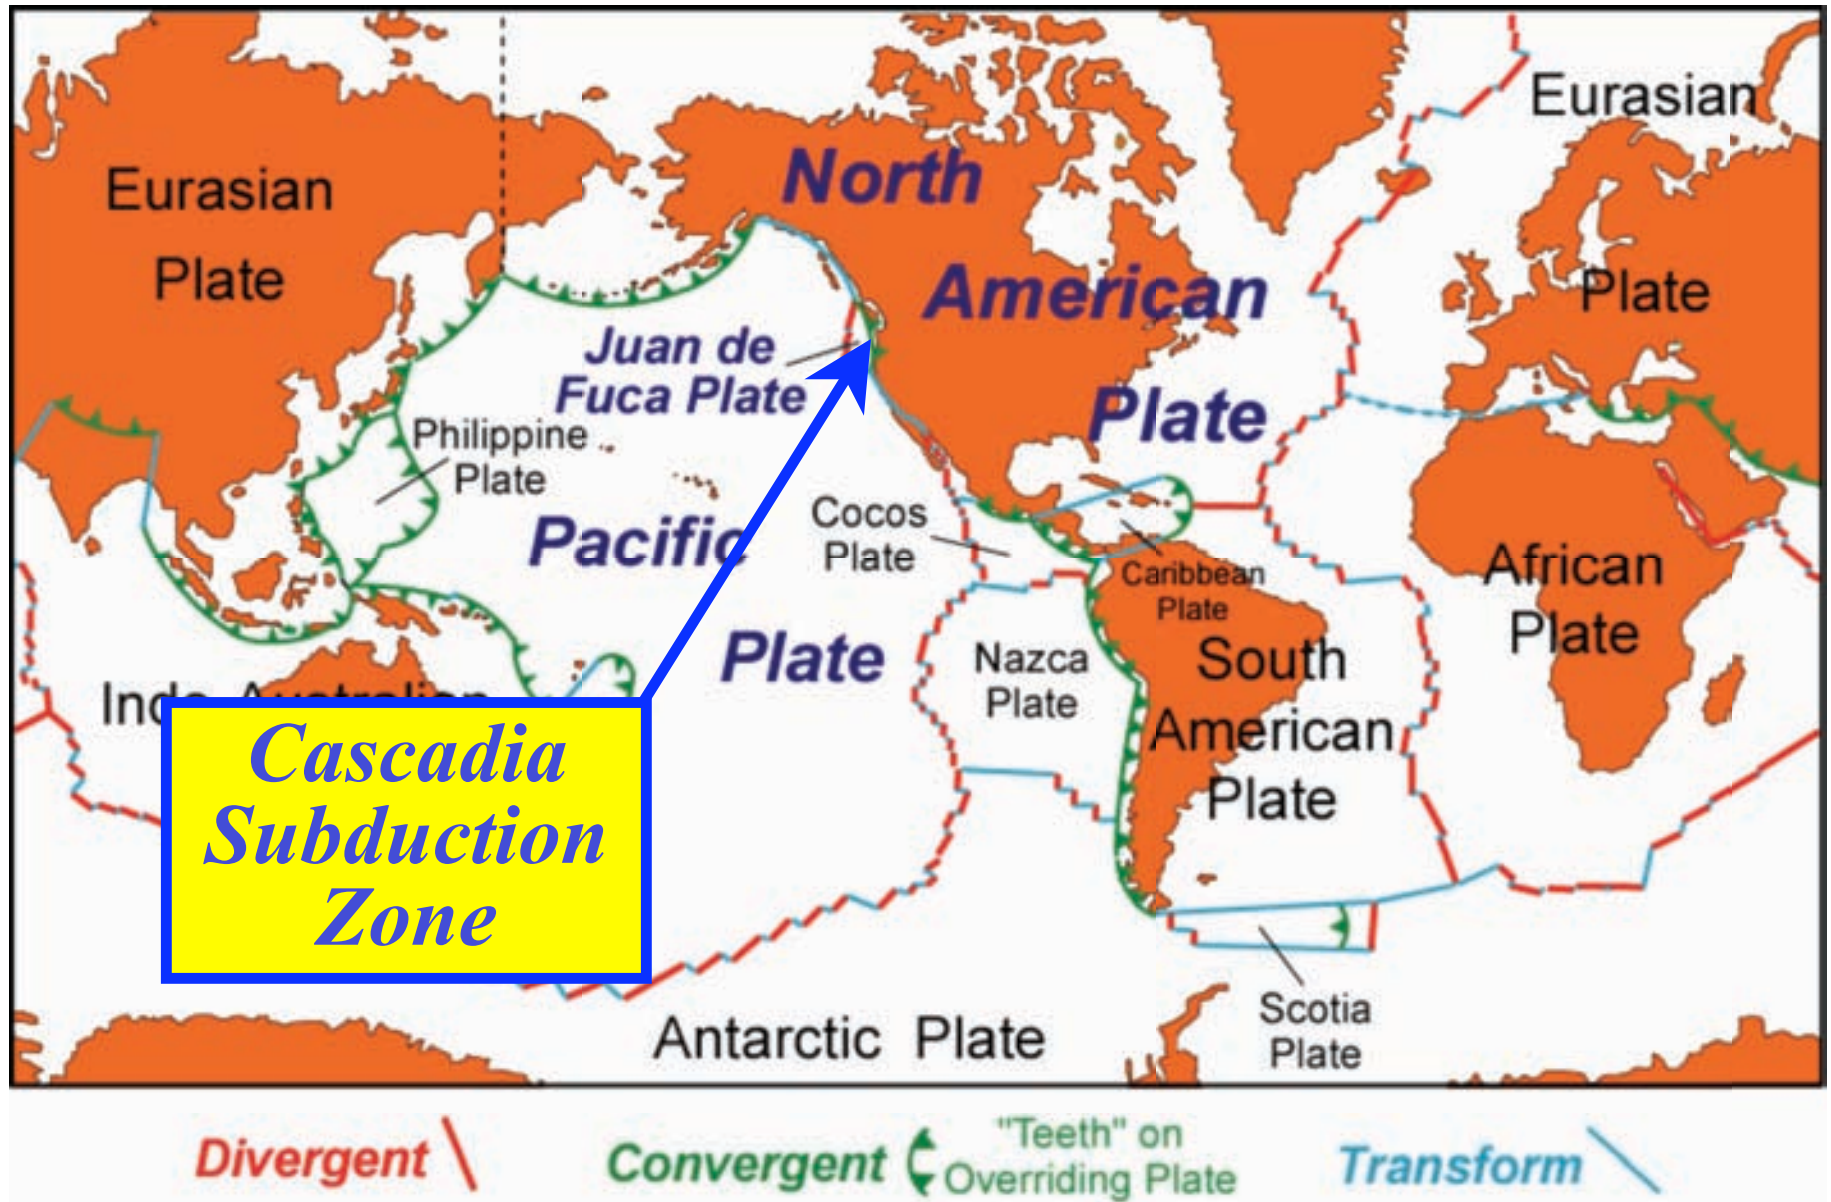 Eurasian
Eurasian
Plate
North
American
Plate
Plate
Juan de
Fuca Plate
Philippine
Plate
Pacific
Plate
Cocos
Plate
Caribbean
Plate
African
Plate
Nazca
Plate
South
American
Plate
Indo-Australian
Cascadia
Subduction
Zone
Antarctic Plate
Scotia
Plate
Divergent
Convergent
"Teeth" on
Overriding Plate
Transform